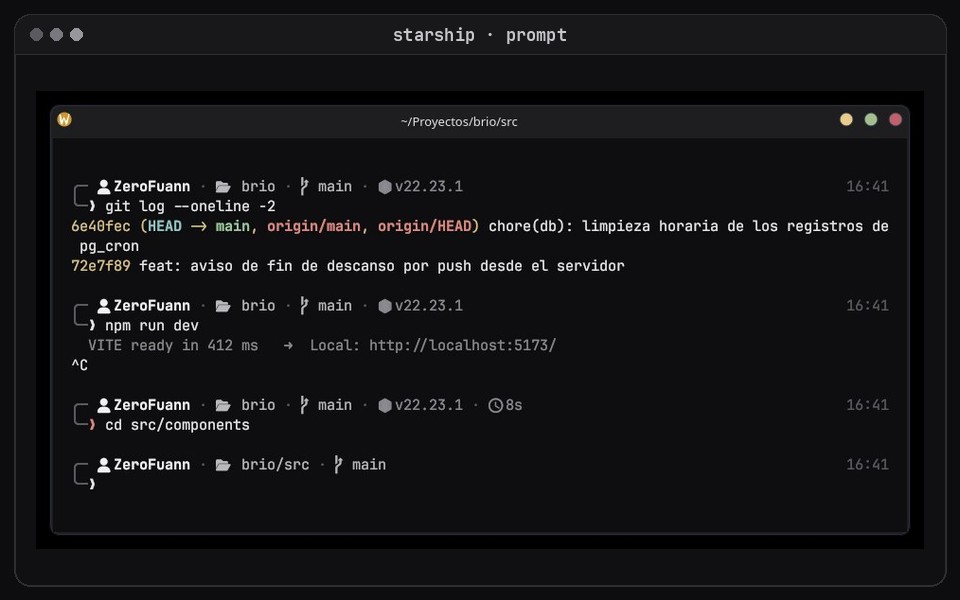 starship · prompt
W ~/Proyectos/brio/src
ZeroFuann · brio · main · v22.23.1 16:41
❯ git log --oneline -2
6e40fec (HEAD -> main, origin/main, origin/HEAD) chore(db): limpieza horaria de los registros de
pg_cron
72e7f89 feat: aviso de fin de descanso por push desde el servidor
ZeroFuann · brio · main · v22.23.1 16:41
❯ npm run dev
VITE ready in 412 ms → Local: http://localhost:5173/
^C
ZeroFuann · brio · main · v22.23.1 · 8s 16:41
❯ cd src/components
ZeroFuann · brio/src · main 16:41
❯